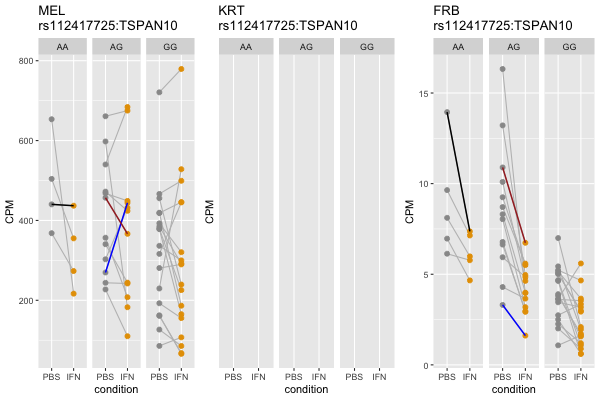 MEL
rs112417725:TSPAN10
AA AG GG
CPM
800
600
400
200
PBS IFN PBS IFN PBS IFN
condition
KRT
rs112417725:TSPAN10
AA AG GG
CPM
PBS IFN PBS IFN PBS IFN
condition
FRB
rs112417725:TSPAN10
AA AG GG
CPM
15
10
5
0
PBS IFN PBS IFN PBS IFN
condition